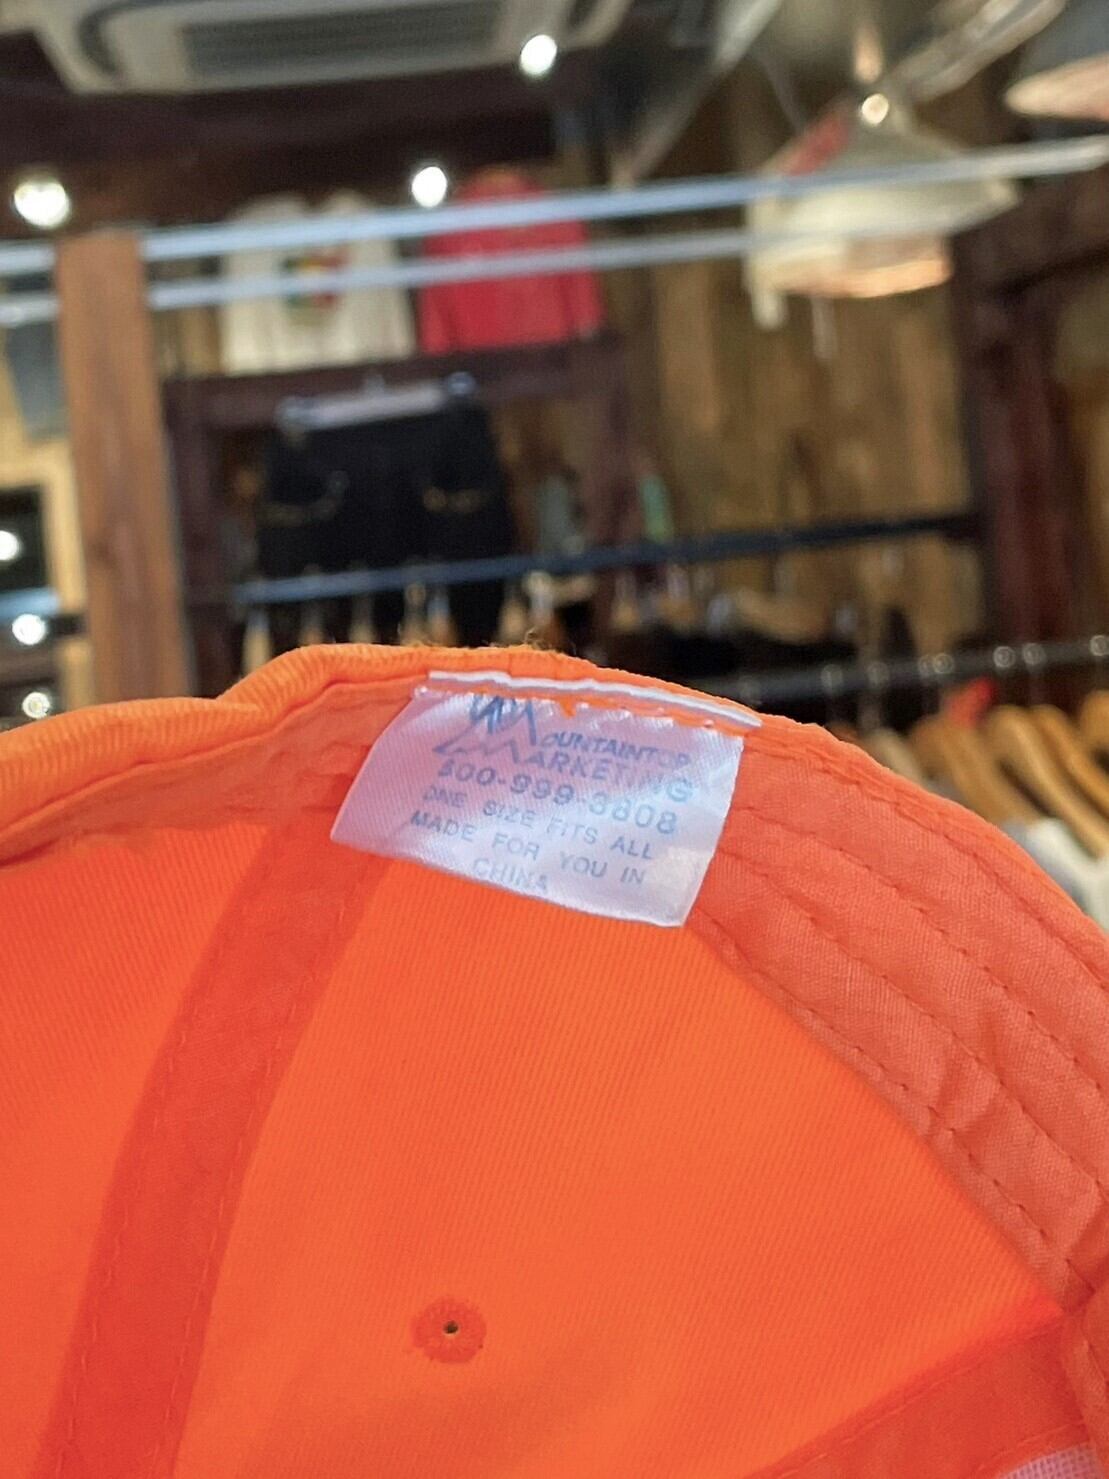 MOUNTAINTOP
MARKETING
800-999-3808
ONE SIZE FITS ALL
MADE FOR YOU IN
CHINA